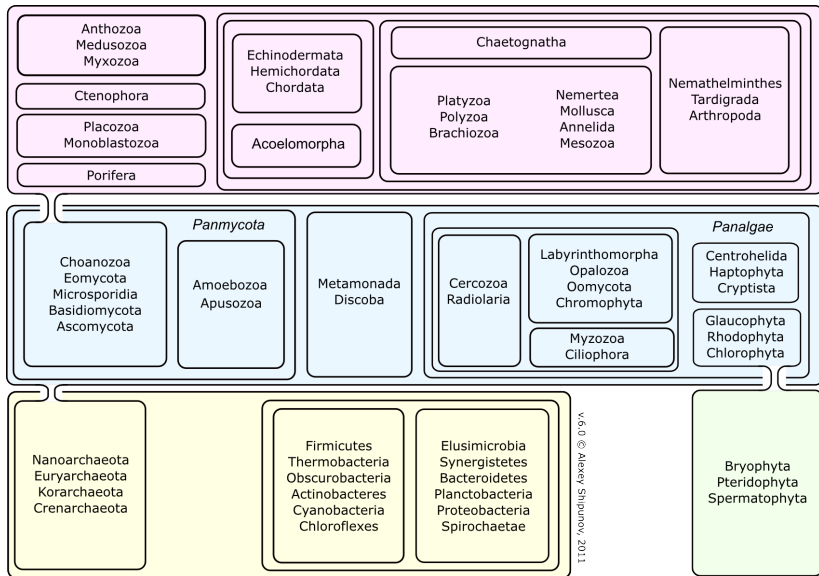 Anthozoa
Medusozoa
Myxozoa
Ctenophora
Placozoa
Monoblastozoa
Porifera
Echinodermata
Hemichordata
Chordata
Acoelomorpha
Chaetognatha
Platyzoa
Polyzoa
Brachiozoa
Nemertea
Mollusca
Annelida
Mesozoa
Nemathelminthes
Tardigrada
Arthropoda
Panmycota
Choanozoa
Eomycota
Microsporidia
Basidiomycota
Ascomycota
Amoebozoa
Apusozoa
Metamonada
Discoba
Panalgae
Cercozoa
Radiolaria
Labyrinthomorpha
Opalozoa
Oomycota
Chromophyta
Myzozoa
Ciliophora
Centrohelida
Haptophyta
Cryptista
Glaucophyta
Rhodophyta
Chlorophyta
Nanoarchaeota
Euryarchaeota
Korarchaeota
Crenarchaeota
Firmicutes
Thermobacteria
Obscurobacteria
Actinobacteres
Cyanobacteria
Chloroflexes
Elusimicrobia
Synergistetes
Bacteroidetes
Planctobacteria
Proteobacteria
Spirochaetae
v.6.0 © Alexey Shipunov, 2011
Bryophyta
Pteridophyta
Spermatophyta